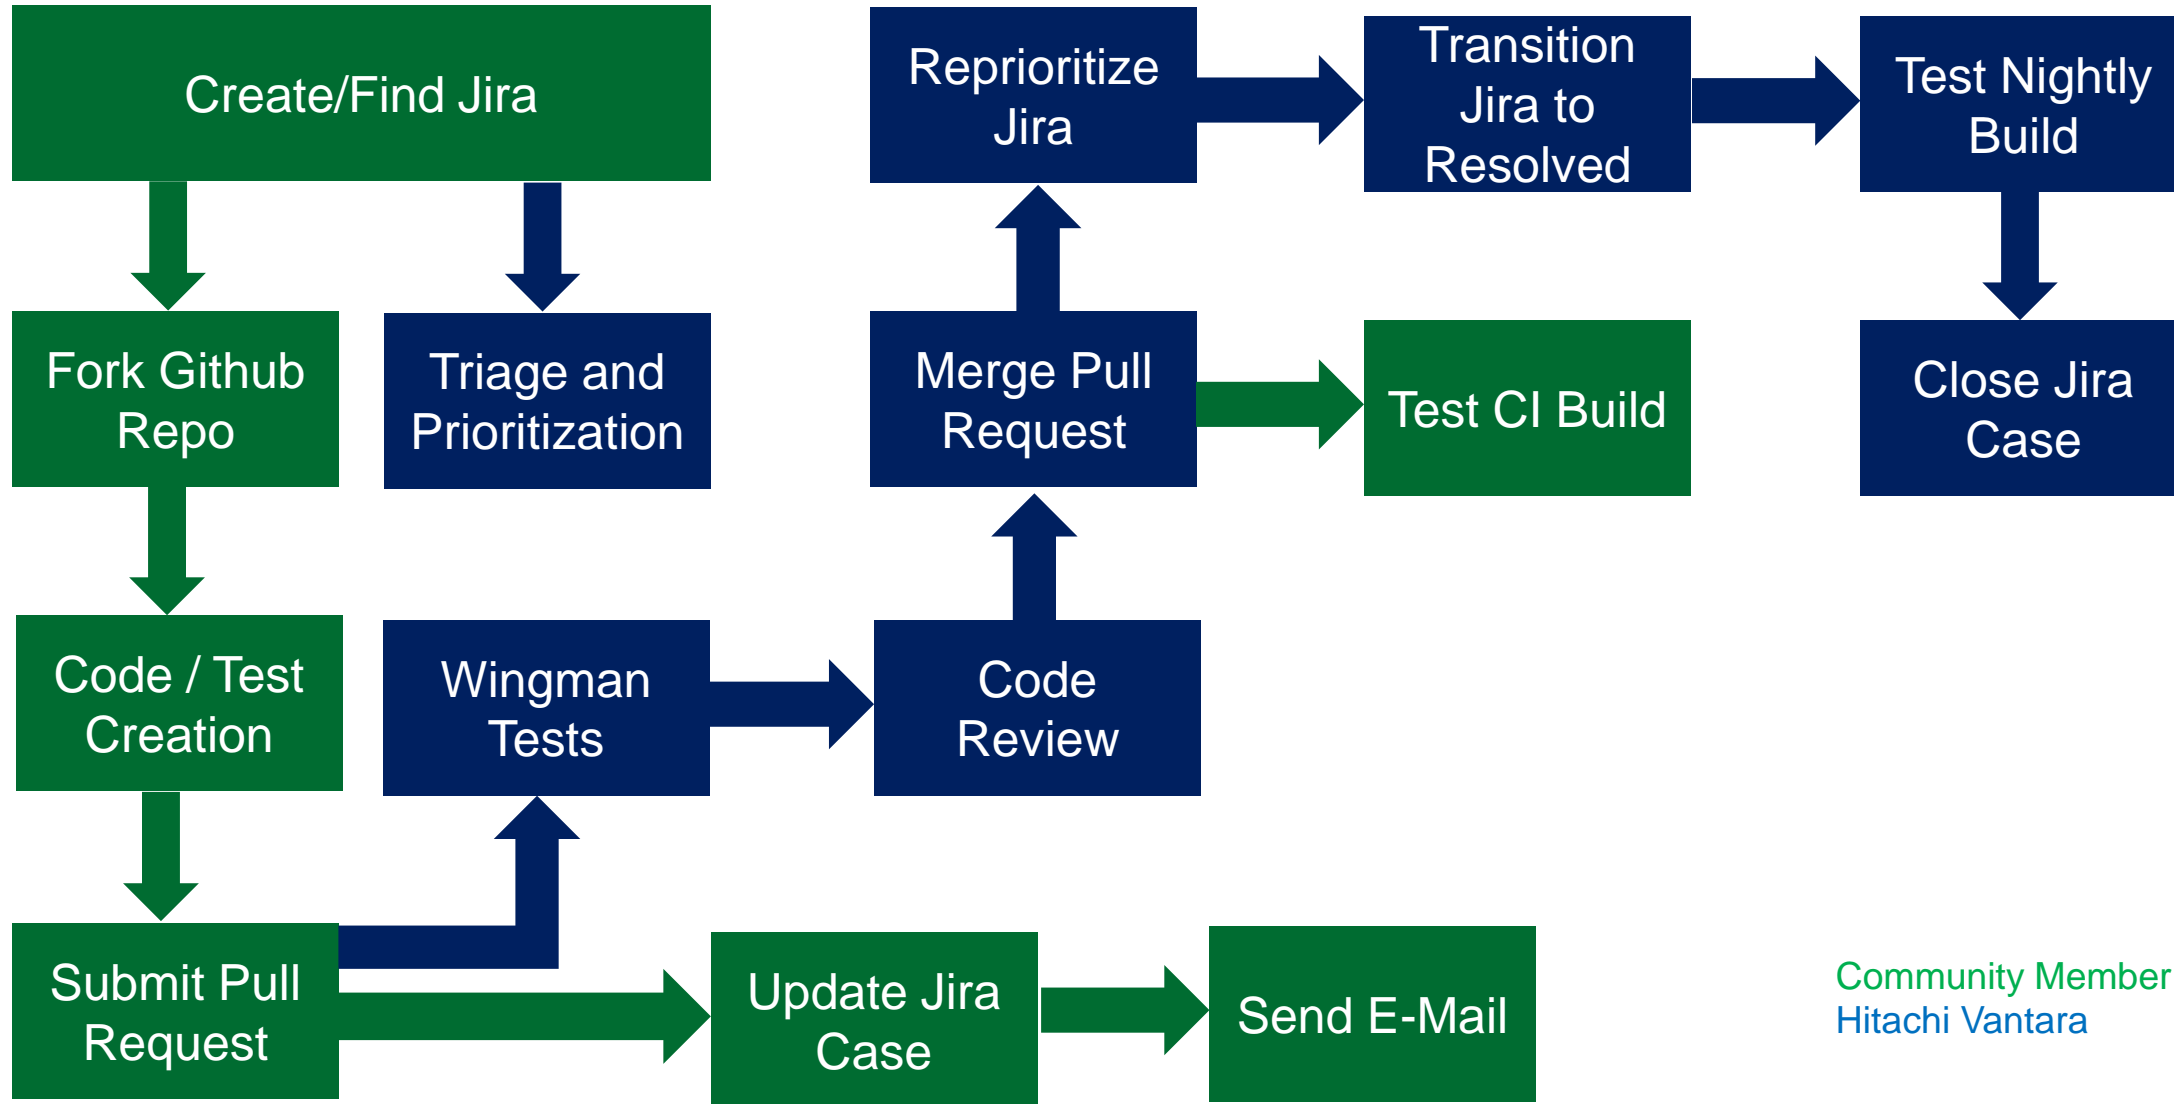 Create/Find Jira
Reprioritize
Jira
Transition
Jira to
Resolved
Test Nightly
Build
Fork Github
Repo
Triage and
Prioritization
Merge Pull
Request
Test CI Build
Close Jira
Case
Code / Test
Creation
Wingman
Tests
Code
Review
Submit Pull
Request
Update Jira
Case
Send E-Mail
Community Member
Hitachi Vantara